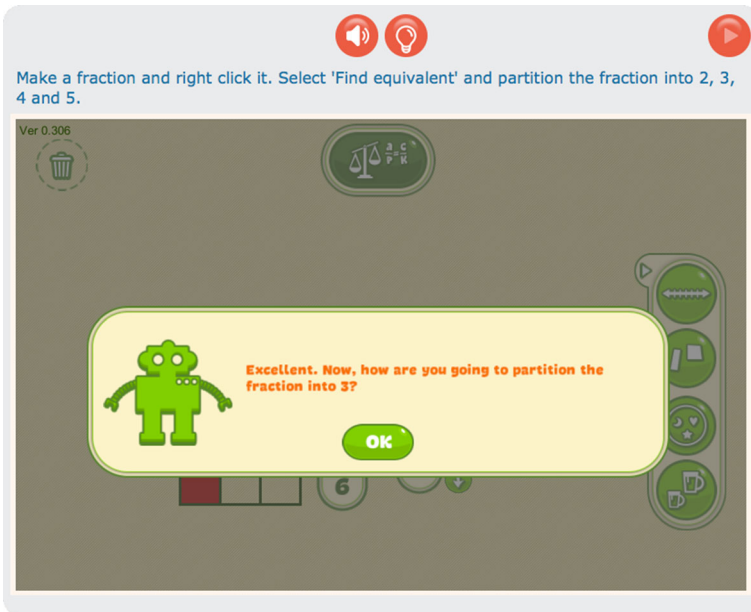 Make a fraction and right click it. Select 'Find equivalent' and partition the fraction into 2, 3,
4 and 5.
Ver 0.306
a c
P K
Excellent. Now, how are you going to partition the
fraction into 3?
OK
6